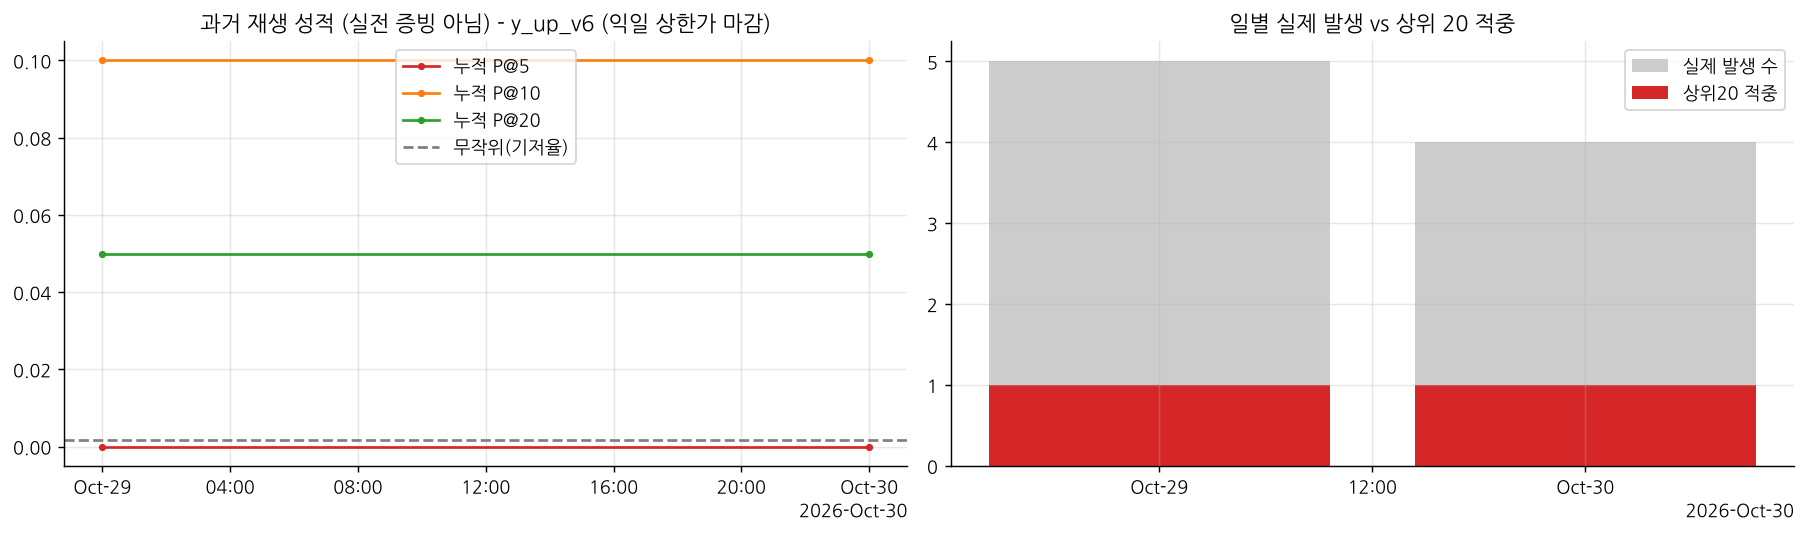 과거 재생 성적 (실전 증빙 아님) - y_up_v6 (익일 상한가 마감)
0.10
0.08
0.06
0.04
0.02
0.00
누적 P@5
누적 P@10
누적 P@20
무작위(기저율)
Oct-29 04:00 08:00 12:00 16:00 20:00 Oct-30
2026-Oct-30
일별 실제 발생 vs 상위 20 적중
5
4
3
2
1
0
실제 발생 수
상위20 적중
Oct-29 12:00 Oct-30
2026-Oct-30